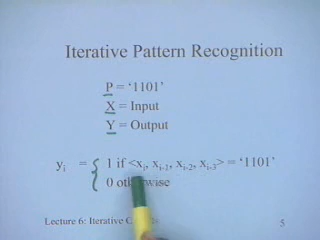 Iterative Pattern Recognition
P = '1101'
X = Input
Y = Output
yi = { 1 if <xi, xi-1, xi-2, xi-3> = '1101'
0 otherwise
Lecture 6: Iterative
5